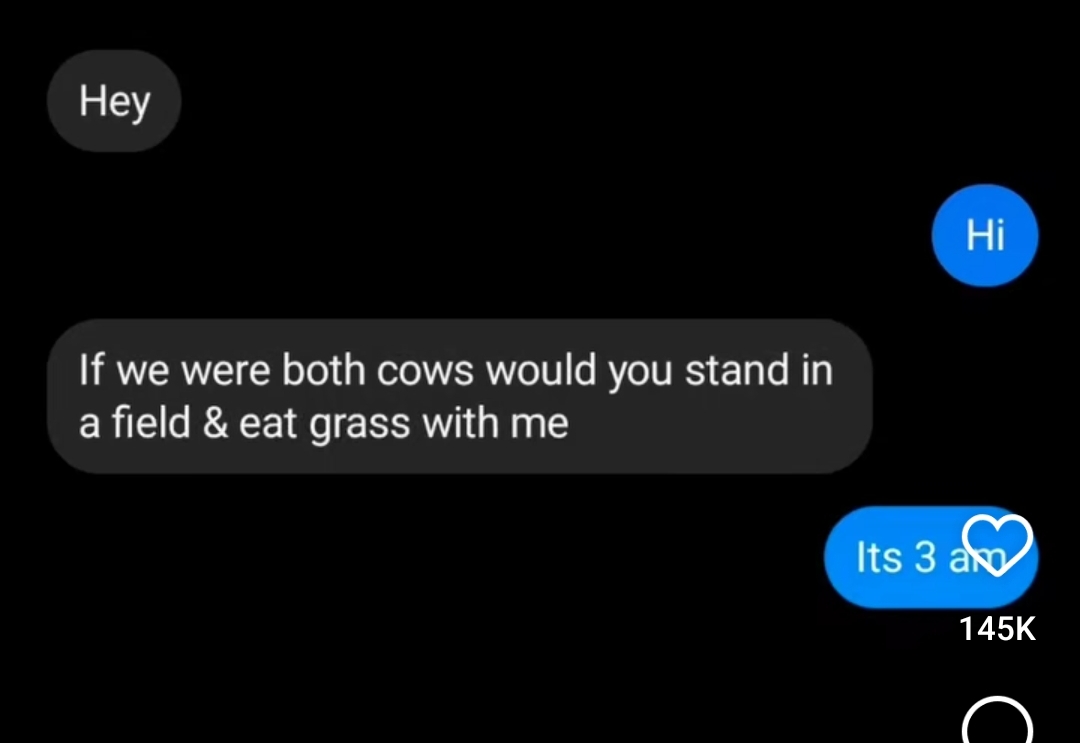 Hey
Hi
If we were both cows would you stand in
a field & eat grass with me
Its 3 am
145K